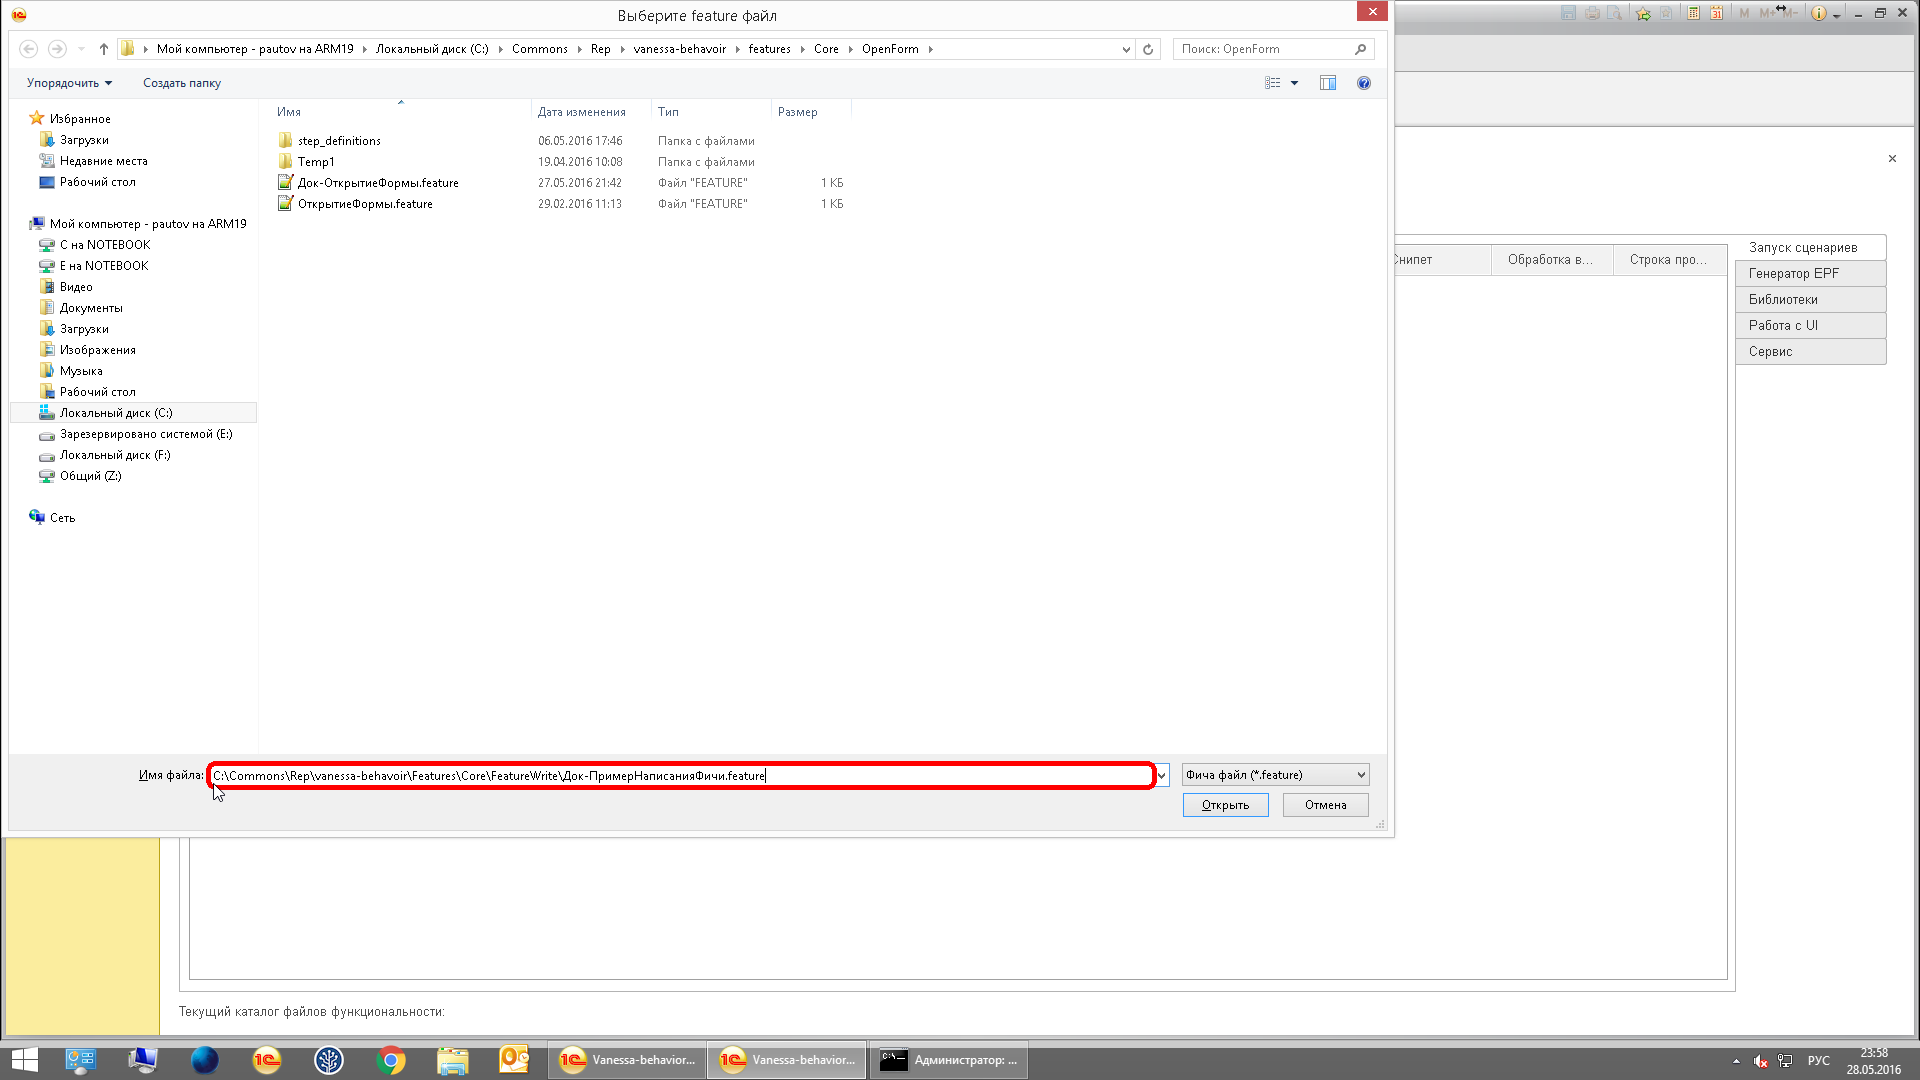 Выберите feature файл
Мой компьютер - pautov на ARM19 Локальный диск (C:) Commons Rep vanessa-behavoir features Core OpenForm
Поиск: OpenForm
Упорядочить Создать папку
Имя Дата изменения Тип Размер
step_definitions 06.05.2016 17:46 Папка с файлами
Temp1 19.04.2016 10:08 Папка с файлами
Док-ОткрытиеФормы.feature 27.05.2016 21:42 Файл "FEATURE" 1 КБ
ОткрытиеФормы.feature 29.02.2016 11:13 Файл "FEATURE" 1 КБ
Избранное
Загрузки
Недавние места
Рабочий стол
Мой компьютер - pautov на ARM19
C на NOTEBOOK
E на NOTEBOOK
Видео
Документы
Загрузки
Изображения
Музыка
Рабочий стол
Локальный диск (C:)
Зарезервировано системой (E:)
Локальный диск (F:)
Общий (Z:)
Сеть
Имя файла: C:\Commons\Rep\vanessa-behavoir\Features\Core\FeatureWrite\Док-ПримерНаписанияФичи.feature
Фича файл (*.feature)
Открыть Отмена
M M+ M-
Снипет Обработка в... Строка про...
Запуск сценариев
Генератор EPF
Библиотеки
Работа с UI
Сервис
Текущий каталог файлов функциональности:
Vanessa-behavior... Vanessa-behavior... Администратор: ...
РУС
23:58
28.05.2016